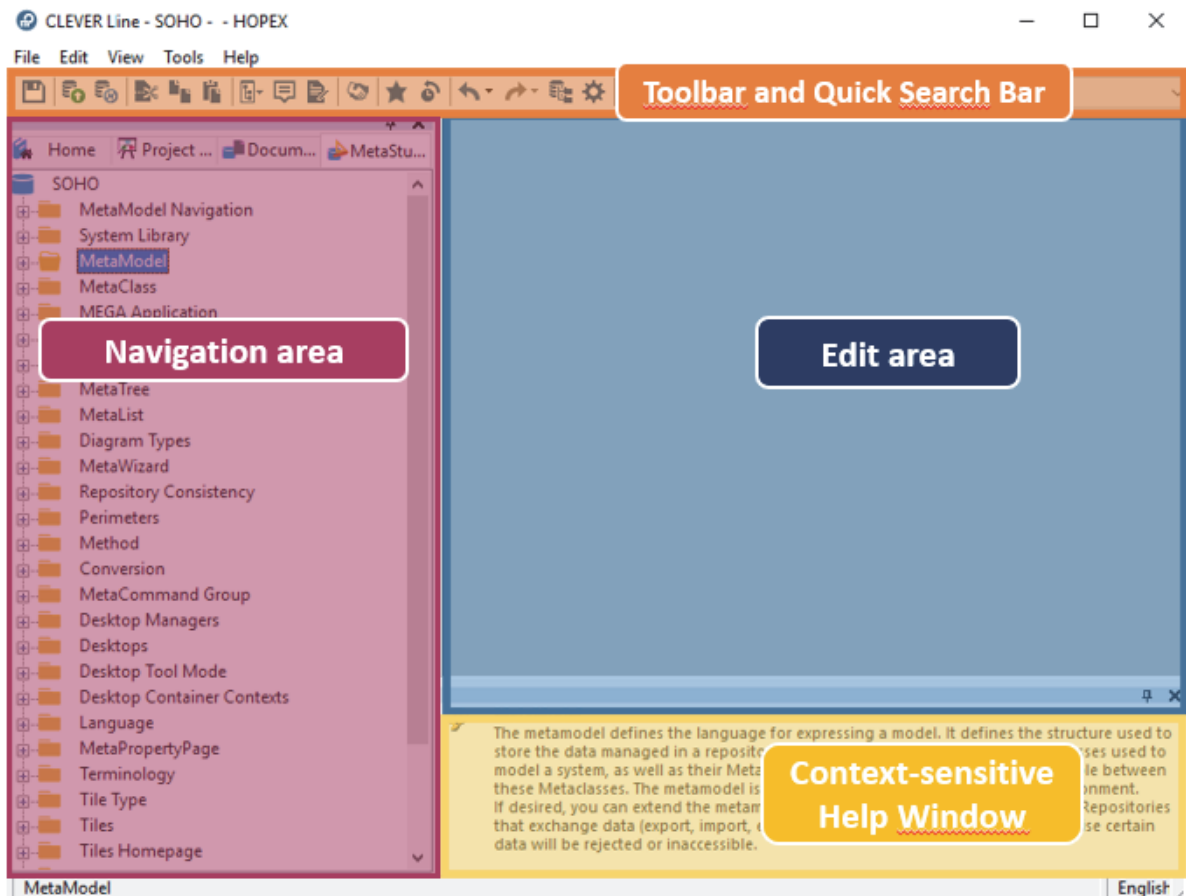 CLEVER Line - SOHO -  - HOPEX
File Edit View Tools Help
Toolbar and Quick Search Bar
Home Project ... Docum... MetaStu...
SOHO
MetaModel Navigation
System Library
MetaModel
MetaClass
MEGA Application
Navigation area
MetaTree
MetaList
Diagram Types
MetaWizard
Repository Consistency
Perimeters
Method
Conversion
MetaCommand Group
Desktop Managers
Desktops
Desktop Tool Mode
Desktop Container Contexts
Language
MetaPropertyPage
Terminology
Tile Type
Tiles
Tiles Homepage
Edit area
The metamodel defines the language for expressing a model. It defines the structure used to
store the data managed in a used to
model a system, as well as their between
these Metaclasses. The metamodel is
If desired, you can extend the Repositories
that exchange data (export, import, certain
data will be rejected or inaccessible.
Context-sensitive
Help Window
MetaModel
English